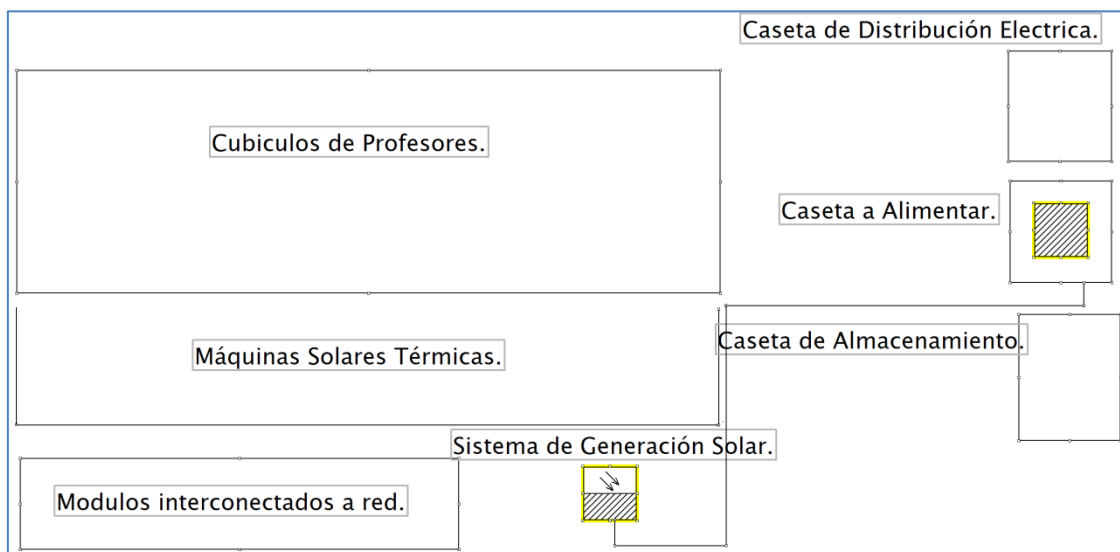 Caseta de Distribución Electrica.
Cubiculos de Profesores.
Caseta a Alimentar.
Caseta de Almacenamiento.
Máquinas Solares Térmicas.
Sistema de Generación Solar.
Modulos interconectados a red.